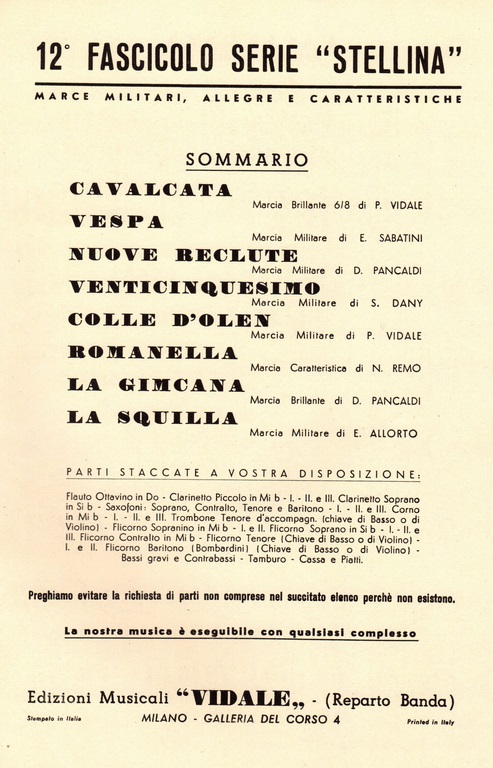 12° FASCICOLO SERIE "STELLINA"
MARCE MILITARI, ALLEGRE E CARATTERISTICHE
SOMMARIO
CAVALCATA
Marcia Brillante 6/8 di P. VIDALE
VESPA
Marcia Militare di E. SABATINI
NUOVE RECLUTE
Marcia Militare di D. PANCALDI
VENTICINQUESIMO
Marcia Militare di S. DANY
COLLE D'OLEN
Marcia Militare di P. VIDALE
ROMANELLA
Marcia Caratteristica di N. REMO
LA GIMCANA
Marcia Brillante di D. PANCALDI
LA SQUILLA
Marcia Militare di E. ALLORTO
PARTI STACCATE A VOSTRA DISPOSIZIONE:
Flauto Ottavino in Do - Clarinetto Piccolo in Mi b - I. - II. e III. Clarinetto Soprano
in Si b - Saxofoni: Soprano, Contralto, Tenore e Baritono - I. - II. e III. Corno
in Mi b - I. - II. e III. Trombone Tenore d'accompagn. (chiave di Basso o di
Violino) - Flicorno Sopranino in Mi b - I. e II. Flicorno Soprano in Si b - I. - II. e
III. Flicorno Contralto in Mi b - Flicorno Tenore (Chiave di Basso o di Violino) -
I. e II. Flicorno Baritono (Bombardini) (Chiave di Basso o di Violino) -
Bassi gravi e Contrabassi - Tamburo - Cassa e Piatti.
Preghiamo evitare la richiesta di parti non comprese nel succitato elenco perchè non esistono.
La nostra musica è eseguibile con qualsiasi complesso
Edizioni Musicali "VIDALE„ - (Reparto Banda)
Stampato in Italia MILANO - GALLERIA DEL CORSO 4 Printed in Italy